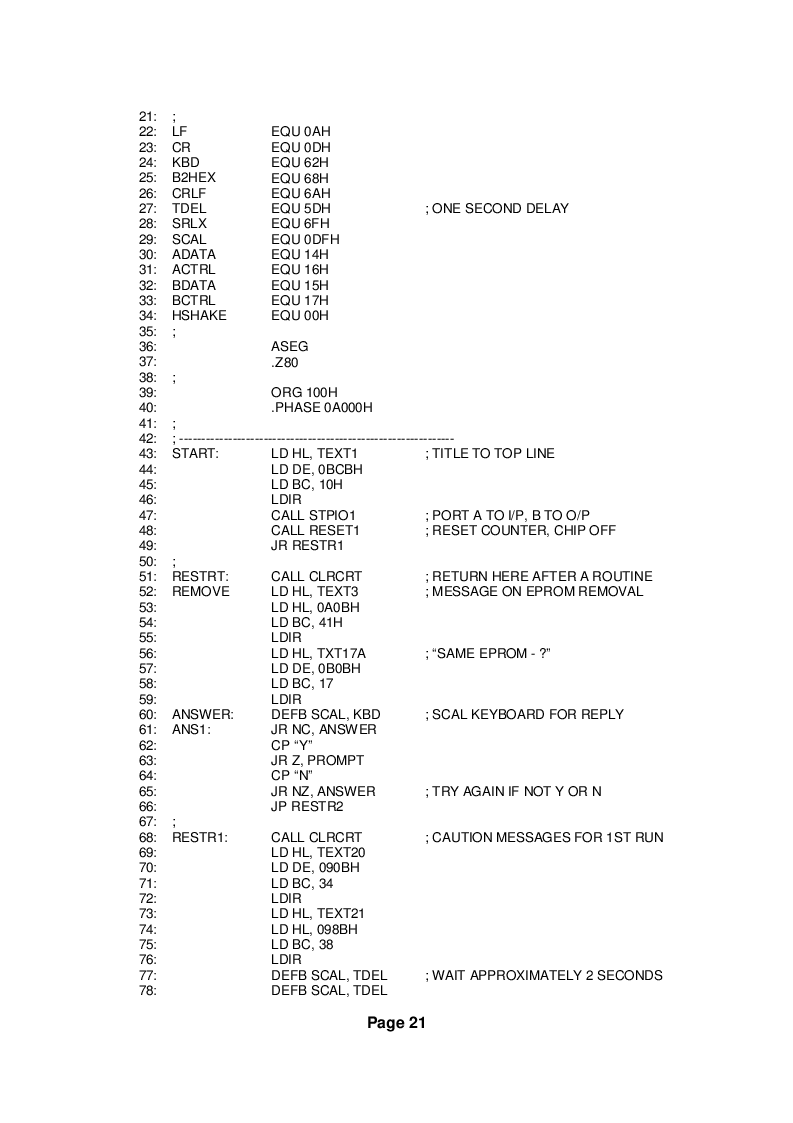 21: ;
22: LF EQU 0AH
23: CR EQU 0DH
24: KBD EQU 62H
25: B2HEX EQU 68H
26: CRLF EQU 6AH
27: TDEL EQU 5DH ; ONE SECOND DELAY
28: SRLX EQU 6FH
29: SCAL EQU 0DFH
30: ADATA EQU 14H
31: ACTRL EQU 16H
32: BDATA EQU 15H
33: BCTRL EQU 17H
34: HSHAKE EQU 00H
35: ;
36: ASEG
37: .Z80
38: ;
39: ORG 100H
40: .PHASE 0A000H
41: ;
42: ; --------------------------------------------------------------
43: START: LD HL, TEXT1 ; TITLE TO TOP LINE
44: LD DE, 0BCBH
45: LD BC, 10H
46: LDIR
47: CALL STPIO1 ; PORT A TO I/P, B TO O/P
48: CALL RESET1 ; RESET COUNTER, CHIP OFF
49: JR RESTR1
50: ;
51: RESTRT: CALL CLRCRT ; RETURN HERE AFTER A ROUTINE
52: REMOVE LD HL, TEXT3 ; MESSAGE ON EPROM REMOVAL
53: LD HL, 0A0BH
54: LD BC, 41H
55: LDIR
56: LD HL, TXT17A ; “SAME EPROM - ?”
57: LD DE, 0B0BH
58: LD BC, 17
59: LDIR
60: ANSWER: DEFB SCAL, KBD ; SCAL KEYBOARD FOR REPLY
61: ANS1: JR NC, ANSWER
62: CP “Y”
63: JR Z, PROMPT
64: CP “N”
65: JR NZ, ANSWER ; TRY AGAIN IF NOT Y OR N
66: JP RESTR2
67: ;
68: RESTR1: CALL CLRCRT ; CAUTION MESSAGES FOR 1ST RUN
69: LD HL, TEXT20
70: LD DE, 090BH
71: LD BC, 34
72: LDIR
73: LD HL, TEXT21
74: LD HL, 098BH
75: LD BC, 38
76: LDIR
77: DEFB SCAL, TDEL ; WAIT APPROXIMATELY 2 SECONDS
78: DEFB SCAL, TDEL
Page 21